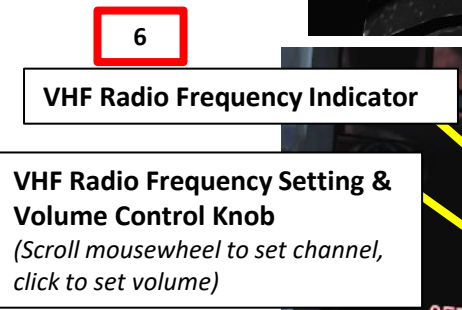 6
VHF Radio Frequency Indicator
VHF Radio Frequency Setting &
Volume Control Knob
(Scroll mousewheel to set channel,
click to set volume)